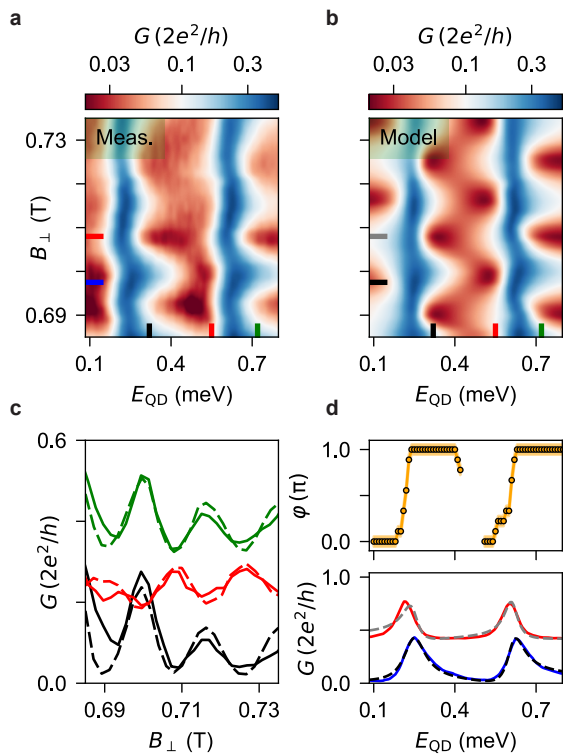 a
b
G (2e²/h)
G (2e²/h)
0.03 0.1 0.3
0.03 0.1 0.3
Meas.
Model
0.73
0.69
B⊥ (T)
0.1 0.4 0.7
E_QD (meV)
0.1 0.4 0.7
E_QD (meV)
c
d
0.6
0.0
G (2e²/h)
0.69 0.71 0.73
B⊥ (T)
1.0
0.0
φ (π)
1.0
0.0
G (2e²/h)
0.1 0.4 0.7
E_QD (meV)